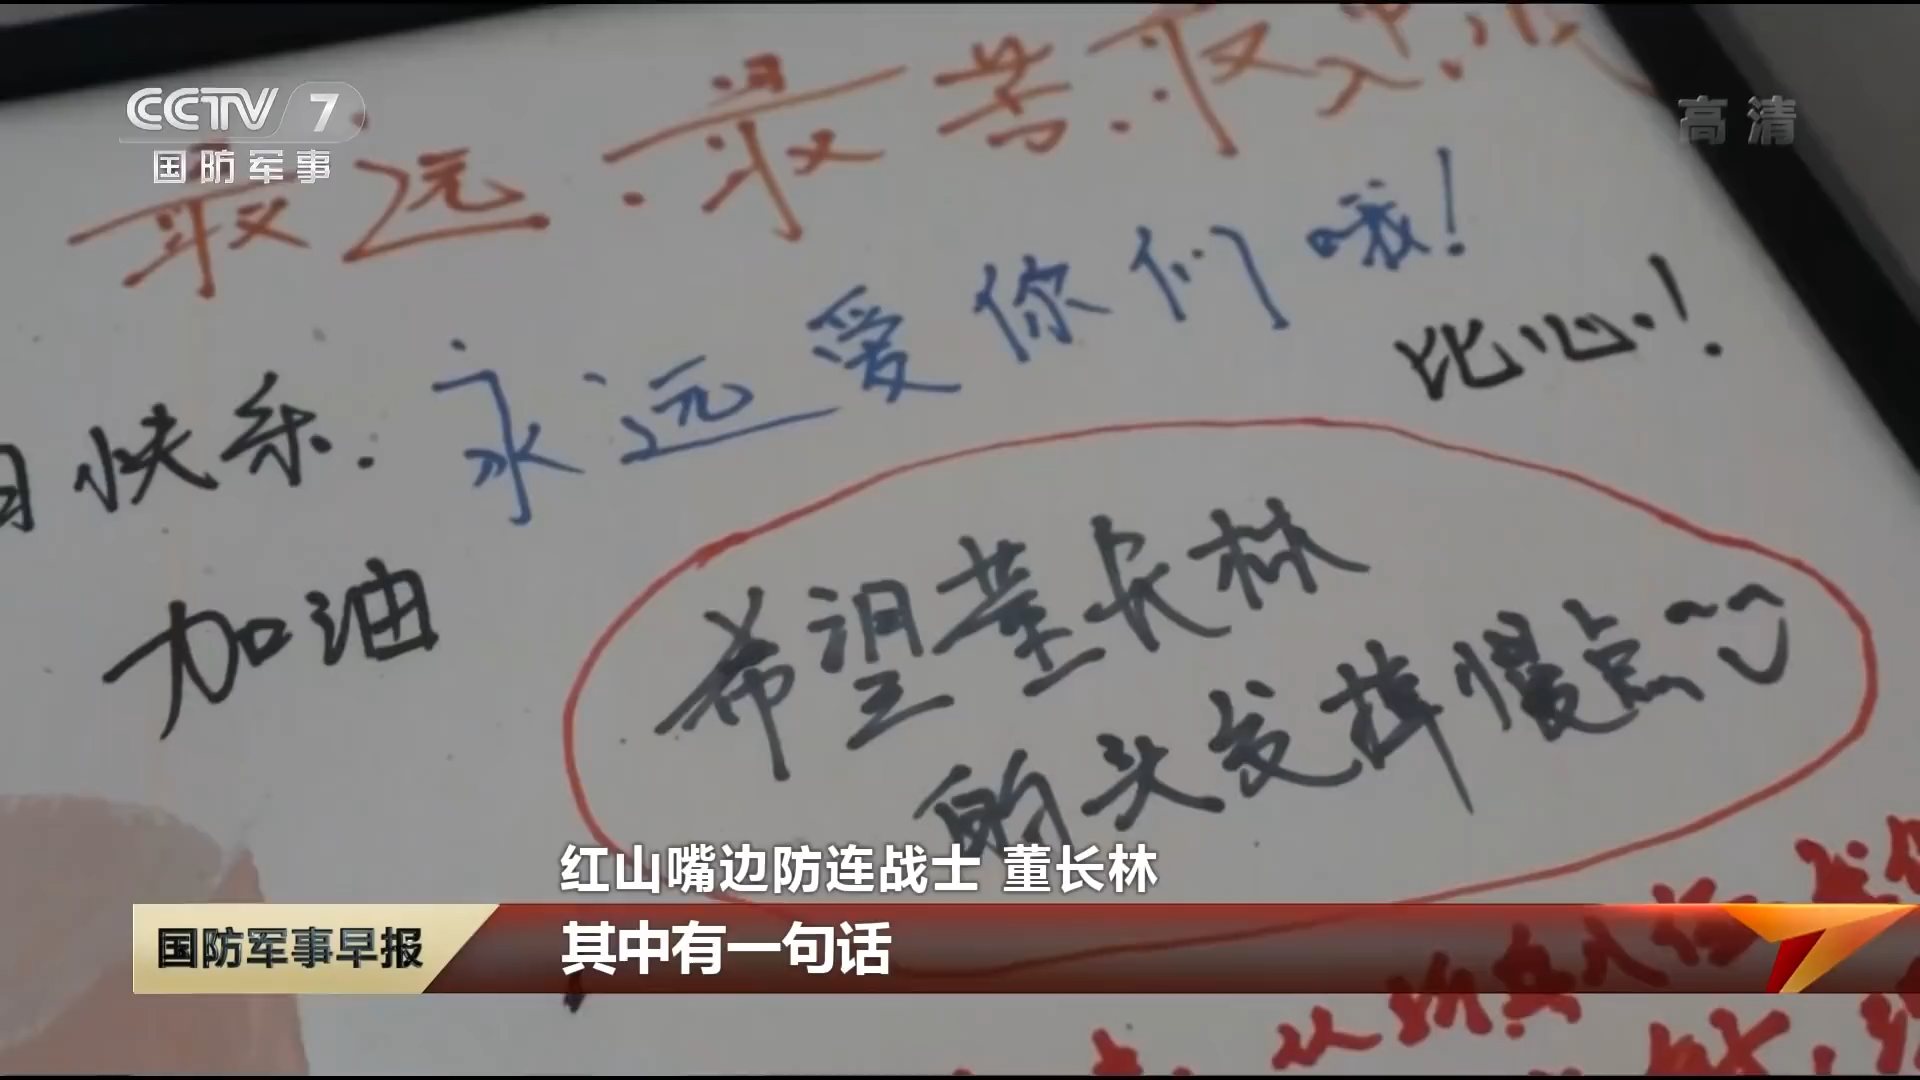 CCTV 7
国防军事
高清
最远.最苦.最
日快乐.
永远爱你们哦!
比心!
加油
希望董长林
的头发掉慢点~
红山嘴边防连战士 董长林
国防军事早报
其中有一句话